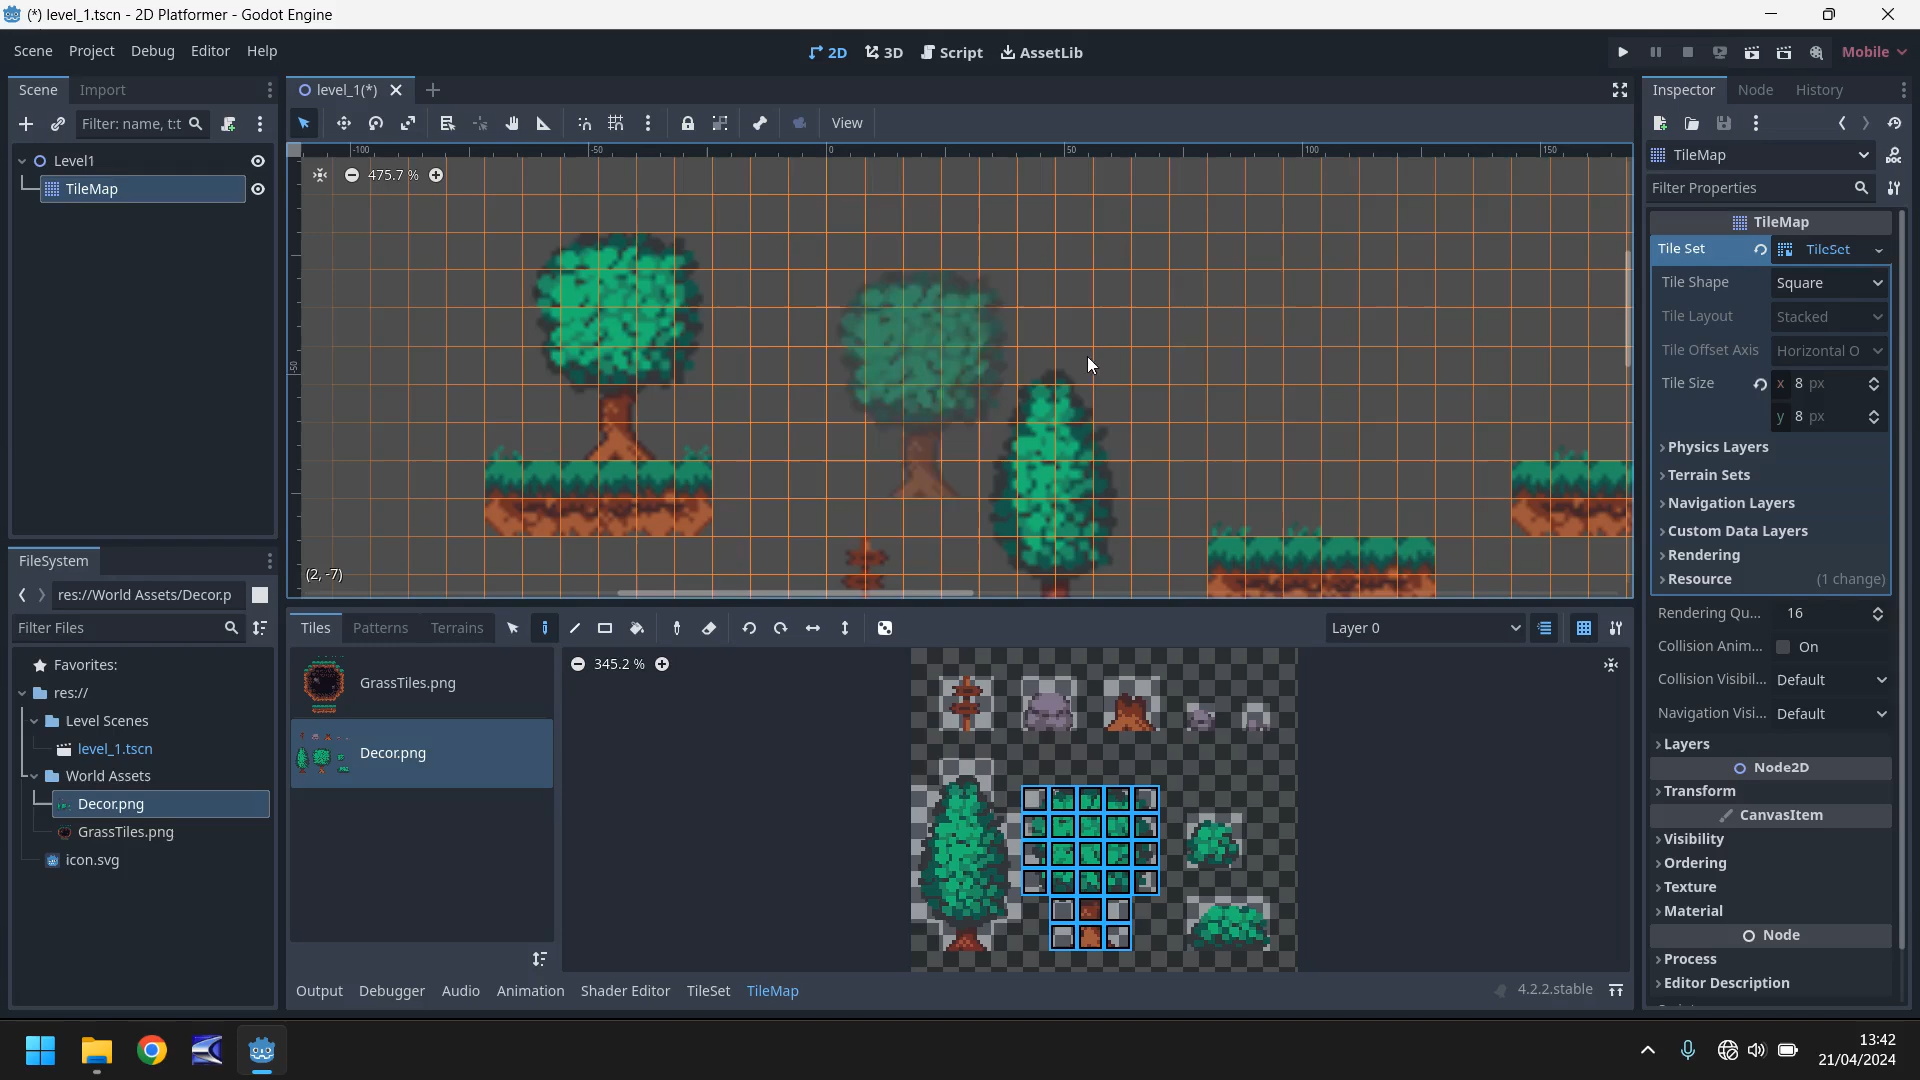 (*) level_1.tscn - 2D Platformer - Godot Engine
Scene Project Debug Editor Help
2D 3D Script AssetLib
Mobile
Scene Import
level_1(*)
Inspector Node History
Filter: name, t:t
View
Level1
TileMap
-100 -50 0 50 100 150
475.7 %
-50
(2, -7)
TileMap
Filter Properties
TileMap
Tile Set TileSet
Tile Shape Square
Tile Layout Stacked
Tile Offset Axis Horizontal O
Tile Size x 8 px
y 8 px
Physics Layers
Terrain Sets
Navigation Layers
Custom Data Layers
Rendering
Resource (1 change)
Rendering Qu... 16
Collision Anim... On
Collision Visibil... Default
Navigation Visi... Default
Layers
Node2D
Transform
CanvasItem
Visibility
Ordering
Texture
Material
Node
Process
Editor Description
FileSystem
res://World Assets/Decor.p
Filter Files
Favorites:
res://
Level Scenes
level_1.tscn
World Assets
Decor.png
GrassTiles.png
icon.svg
Tiles Patterns Terrains
Layer 0
GrassTiles.png
Decor.png
345.2 %
Output Debugger Audio Animation Shader Editor TileSet TileMap
4.2.2.stable
13:42
21/04/2024